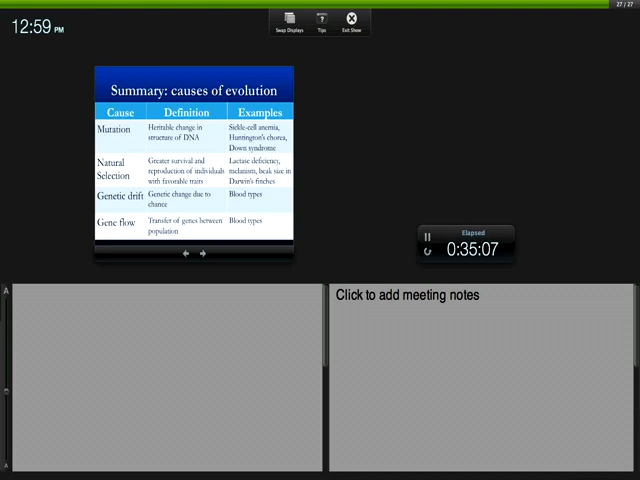 27 / 27
12:59 PM
Swap Displays
Tips
Exit Show
Summary: causes of evolution
Cause Definition Examples
Mutation
Heritable change in
structure of DNA
Sickle-cell anemia,
Huntington's chorea,
Down syndrome
Natural
Selection
Greater survival and
reproduction of individuals
with favorable traits
Lactase deficiency,
melanism, beak size in
Darwin's finches
Genetic drift
Genetic change due to
chance
Blood types
Gene flow
Transfer of genes between
population
Blood types
Elapsed
0:35:07
A
A
Click to add meeting notes